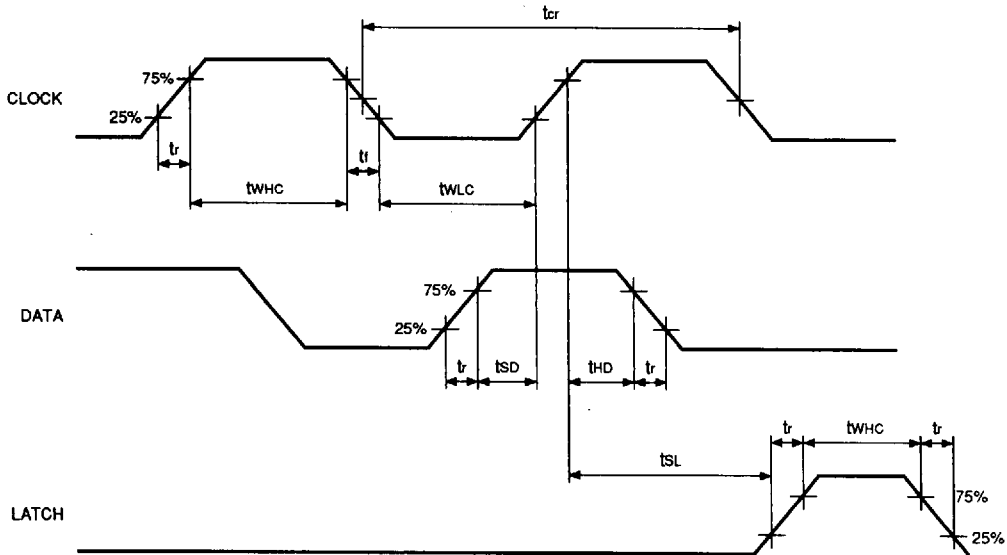 tcr
75%
CLOCK
25%
tr
tf
tWHC
tWLC
75%
DATA
25%
tr
tSD
tHD
tr
tr
tWHC
tr
tSL
75%
LATCH
25%